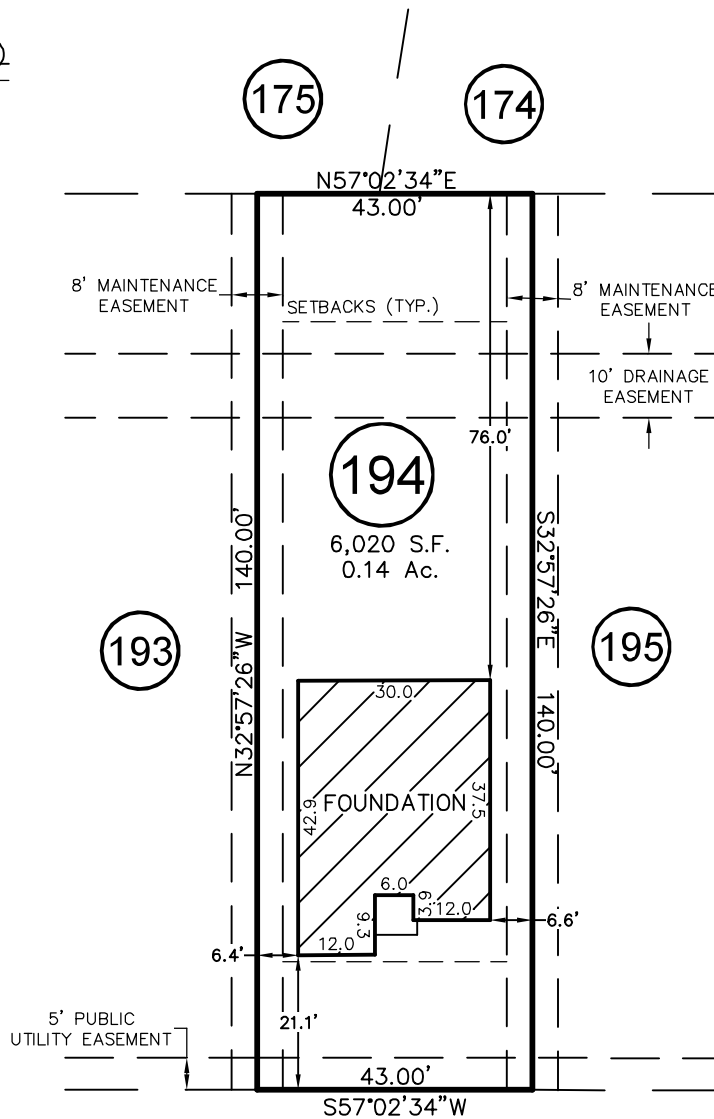 175
174
N57°02'34"E
43.00'
8' MAINTENANCE
EASEMENT
SETBACKS (TYP.)
8' MAINTENANCE
EASEMENT
10' DRAINAGE
EASEMENT
76.0'
194
6,020 S.F.
0.14 Ac.
N32°57'26"W 140.00'
S32°57'26"E 140.00'
193
195
30.0
42.9
FOUNDATION
37.5
6.0
3.9
9.3
12.0
12.0
6.4'
6.6'
21.1'
5' PUBLIC
UTILITY EASEMENT
43.00'
S57°02'34"W